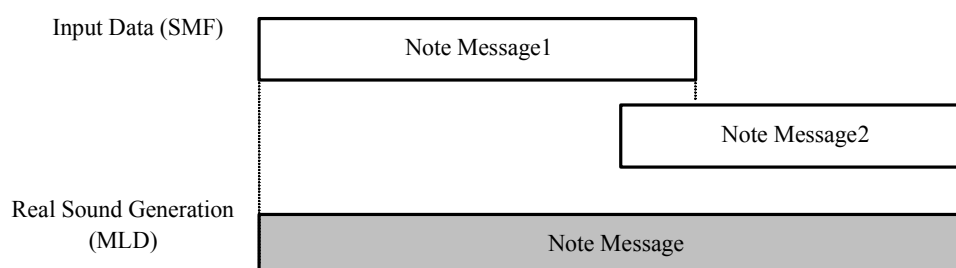 Input Data (SMF)
Note Message1
Note Message2
Real Sound Generation
(MLD)
Note Message